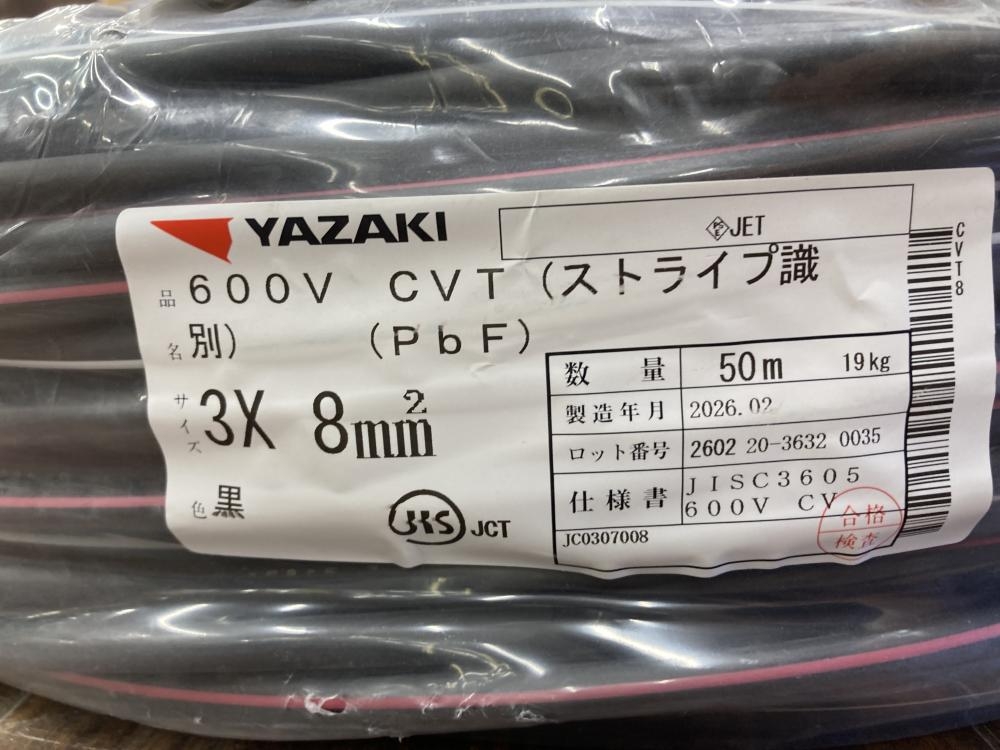 YAZAKI
PSE JET
品名 600V CVT(ストライプ識
別) (PbF)
サイズ 3X 8mm²
色 黒
JIS JCT
数量 50m 19kg
製造年月 2026.02
ロット番号 2602 20-3632 0035
仕様書 JISC3605
600V CV
JC0307008
合格
検査
CVT8